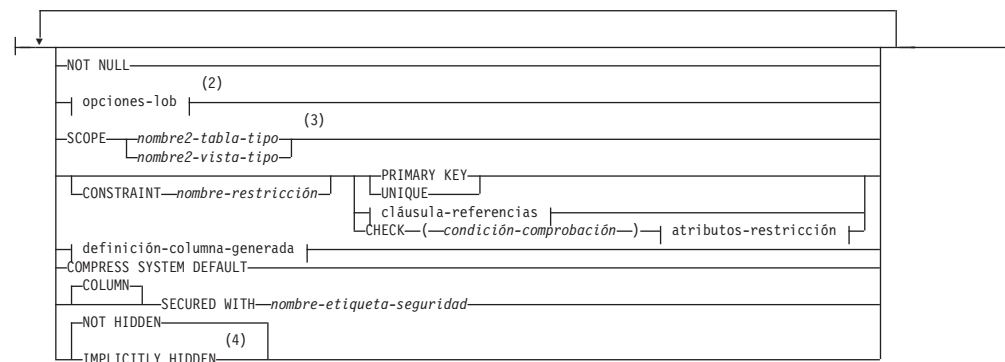 NOT NULL
(2)
opciones-lob
(3)
SCOPE nombre2-tabla-tipo
nombre2-vista-tipo
PRIMARY KEY
CONSTRAINT nombre-restricción UNIQUE
cláusula-referencias
CHECK ( condición-comprobación ) atributos-restricción
definición-columna-generada
COMPRESS SYSTEM DEFAULT
COLUMN
SECURED WITH nombre-etiqueta-seguridad
NOT HIDDEN
(4)
IMPLICITLY HIDDEN